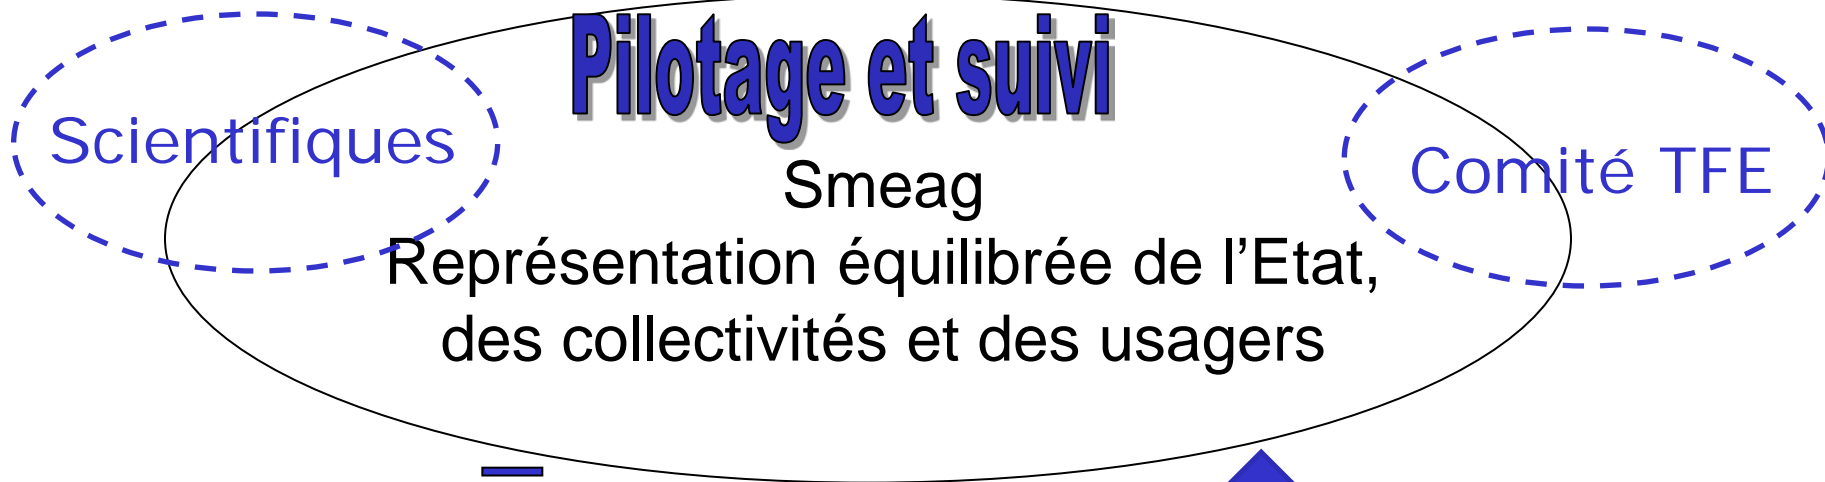 Pilotage et suivi
Scientifiques
Comité TFE
Smeag
Représentation équilibrée de l’Etat,
des collectivités et des usagers